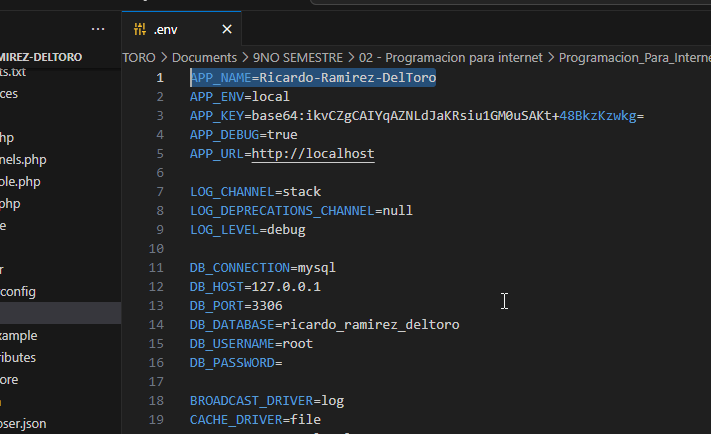 .env
MIREZ-DELTORO
TORO > Documents > 9NO SEMESTRE > 02 - Programacion para internet > Programacion_Para_Interne
ts.txt
ces
hp
nels.php
ole.php
.php
e
r
config
xample
ributes
ore
oser.json
1 APP_NAME=Ricardo-Ramirez-DelToro
2 APP_ENV=local
3 APP_KEY=base64:ikvCZgCAIYqAZNLdJaKRsiu1GM0uSAKt+48BkzKzwkg=
4 APP_DEBUG=true
5 APP_URL=http://localhost
6
7 LOG_CHANNEL=stack
8 LOG_DEPRECATIONS_CHANNEL=null
9 LOG_LEVEL=debug
10
11 DB_CONNECTION=mysql
12 DB_HOST=127.0.0.1
13 DB_PORT=3306
14 DB_DATABASE=ricardo_ramirez_deltoro
15 DB_USERNAME=root
16 DB_PASSWORD=
17
18 BROADCAST_DRIVER=log
19 CACHE_DRIVER=file